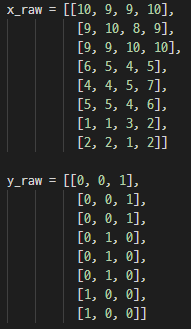 x_raw = [[10, 9, 9, 10],
[9, 10, 8, 9],
[9, 9, 10, 10],
[6, 5, 4, 5],
[4, 4, 5, 7],
[5, 5, 4, 6],
[1, 1, 3, 2],
[2, 2, 1, 2]]
y_raw = [[0, 0, 1],
[0, 0, 1],
[0, 0, 1],
[0, 1, 0],
[0, 1, 0],
[0, 1, 0],
[1, 0, 0],
[1, 0, 0]]